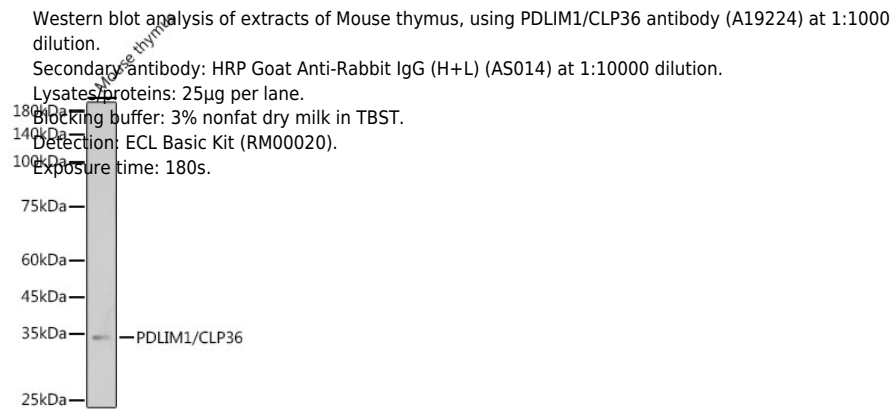 Western blot analysis of extracts of Mouse thymus, using PDLIM1/CLP36 antibody (A19224) at 1:1000
dilution.
Secondary antibody: HRP Goat Anti-Rabbit IgG (H+L) (AS014) at 1:10000 dilution.
Lysates/proteins: 25μg per lane.
Blocking buffer: 3% nonfat dry milk in TBST.
Detection: ECL Basic Kit (RM00020).
Exposure time: 180s.
Mouse thymus
180kDa
140kDa
100kDa
75kDa
60kDa
45kDa
35kDa
PDLIM1/CLP36
25kDa